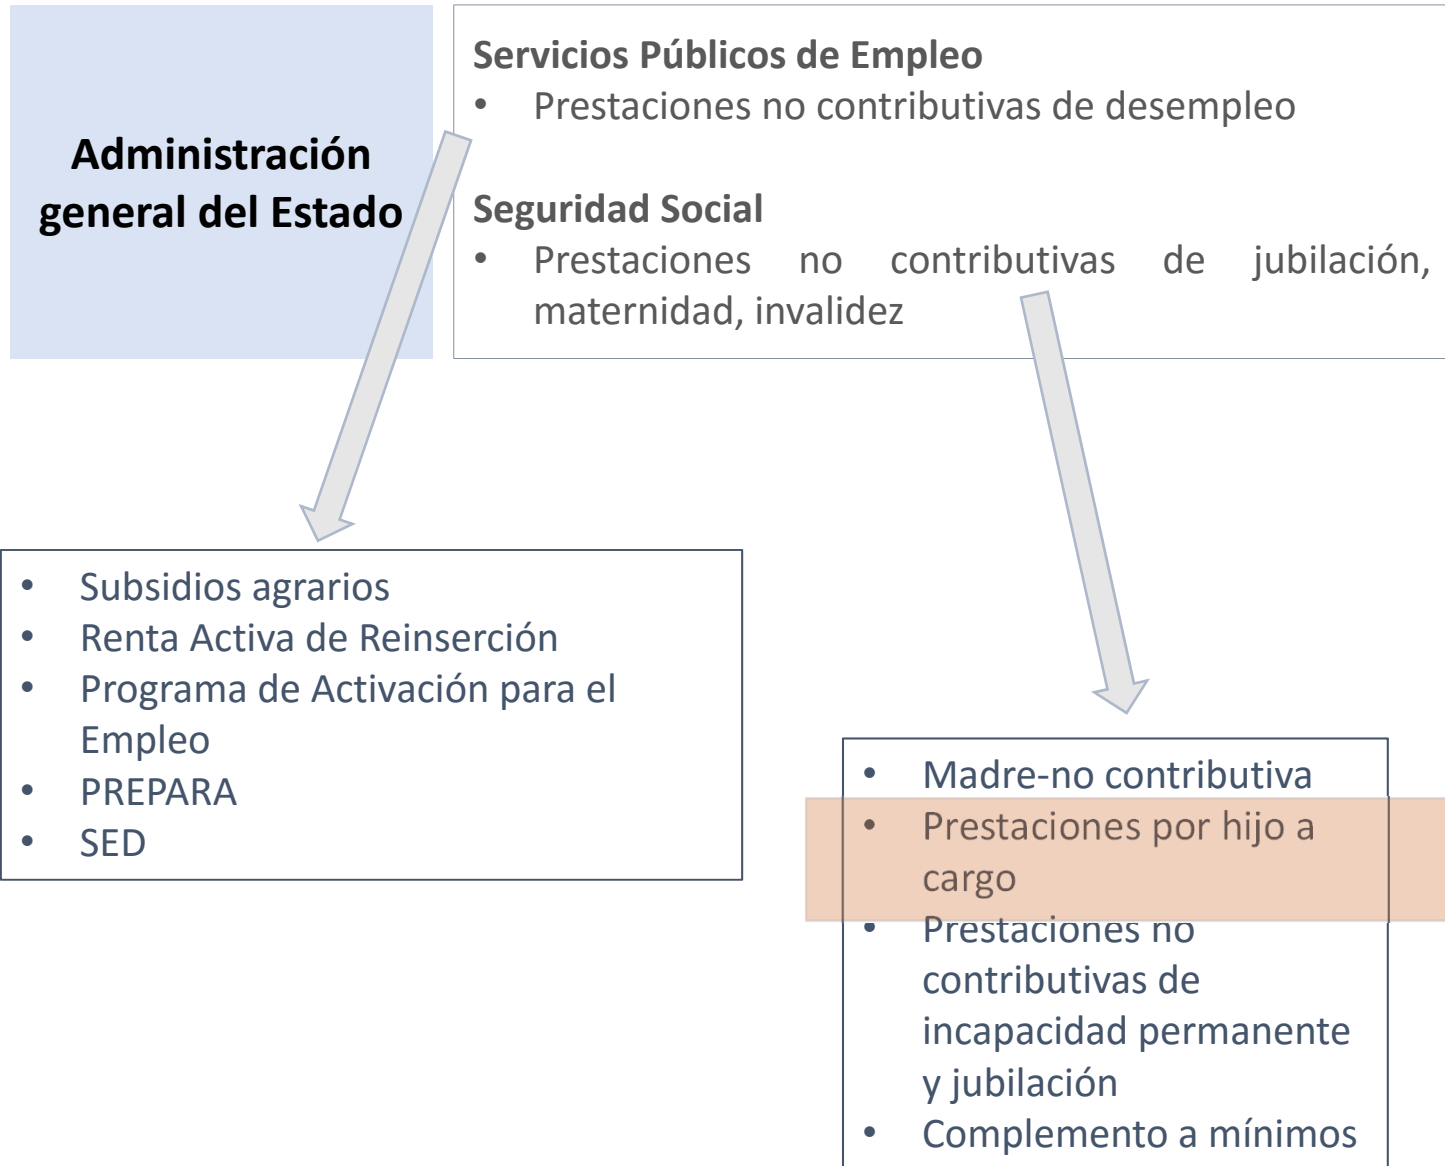 Administración
general del Estado
Servicios Públicos de Empleo
• Prestaciones no contributivas de desempleo
Seguridad Social
• Prestaciones no contributivas de jubilación,
maternidad, invalidez
• Subsidios agrarios
• Renta Activa de Reinserción
• Programa de Activación para el
Empleo
• PREPARA
• SED
• Madre-no contributiva
• Prestaciones por hijo a
cargo
• Prestaciones no
contributivas de
incapacidad permanente
y jubilación
• Complemento a mínimos